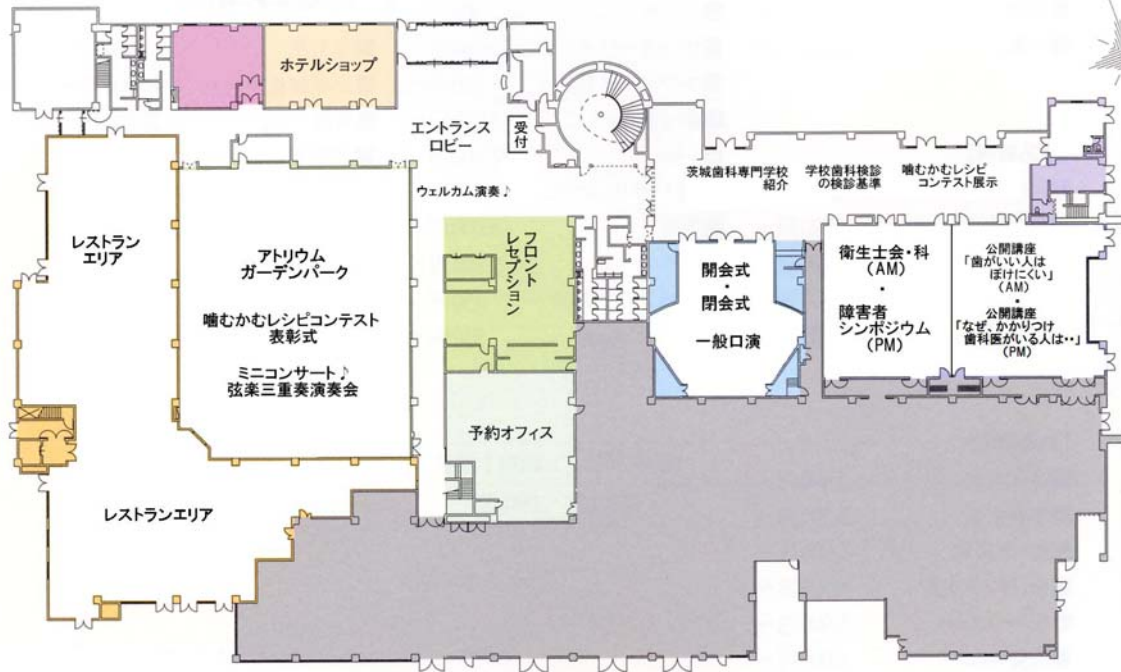 ホテルショップ
エントランス
ロビー
受付
ウェルカム演奏♪
茨城歯科専門学校
紹介
学校歯科検診
の検診基準
噛むかむレシピ
コンテスト展示
レストラン
エリア
アトリウム
ガーデンパーク
噛むかむレシピコンテスト
表彰式
ミニコンサート♪
弦楽三重奏演奏会
フロント
レセプション
予約オフィス
開会式
・
閉会式
一般口演
衛生士会・科
(AM)
・
障害者
シンポジウム
(PM)
公開講座
「歯がいい人は
ぼけにくい」
(AM)
・
公開講座
「なぜ、かかりつけ
歯科医がいる人は・・」
(PM)
レストランエリア